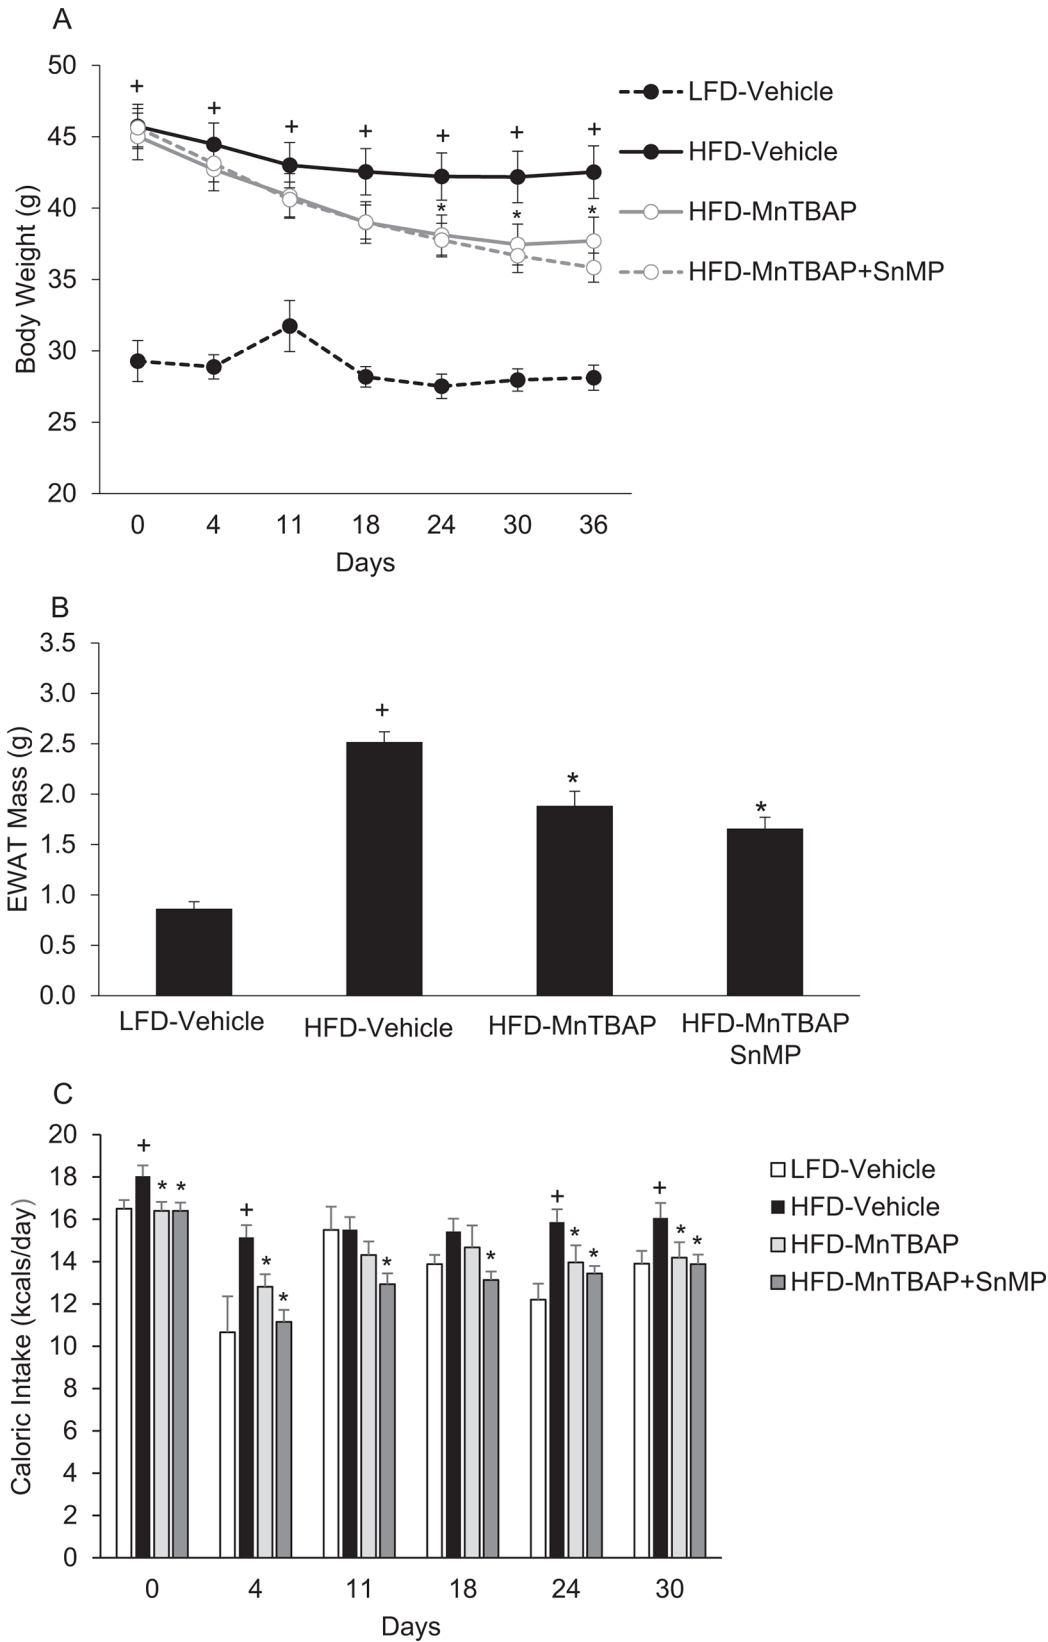 A
50
45
40
35
30
25
20
Body Weight (g)
+ + + + + + +
* * *
LFD-Vehicle
HFD-Vehicle
HFD-MnTBAP
HFD-MnTBAP+SnMP
0 4 11 18 24 30 36
Days
B
3.5
3.0
2.5
2.0
1.5
1.0
0.5
0.0
EWAT Mass (g)
+
*
*
LFD-Vehicle HFD-Vehicle HFD-MnTBAP HFD-MnTBAP
SnMP
C
20
18
16
14
12
10
8
6
4
2
0
Caloric Intake (kcals/day)
+ * *
+ * *
*
*
+ * *
+ * *
LFD-Vehicle
HFD-Vehicle
HFD-MnTBAP
HFD-MnTBAP+SnMP
0 4 11 18 24 30
Days